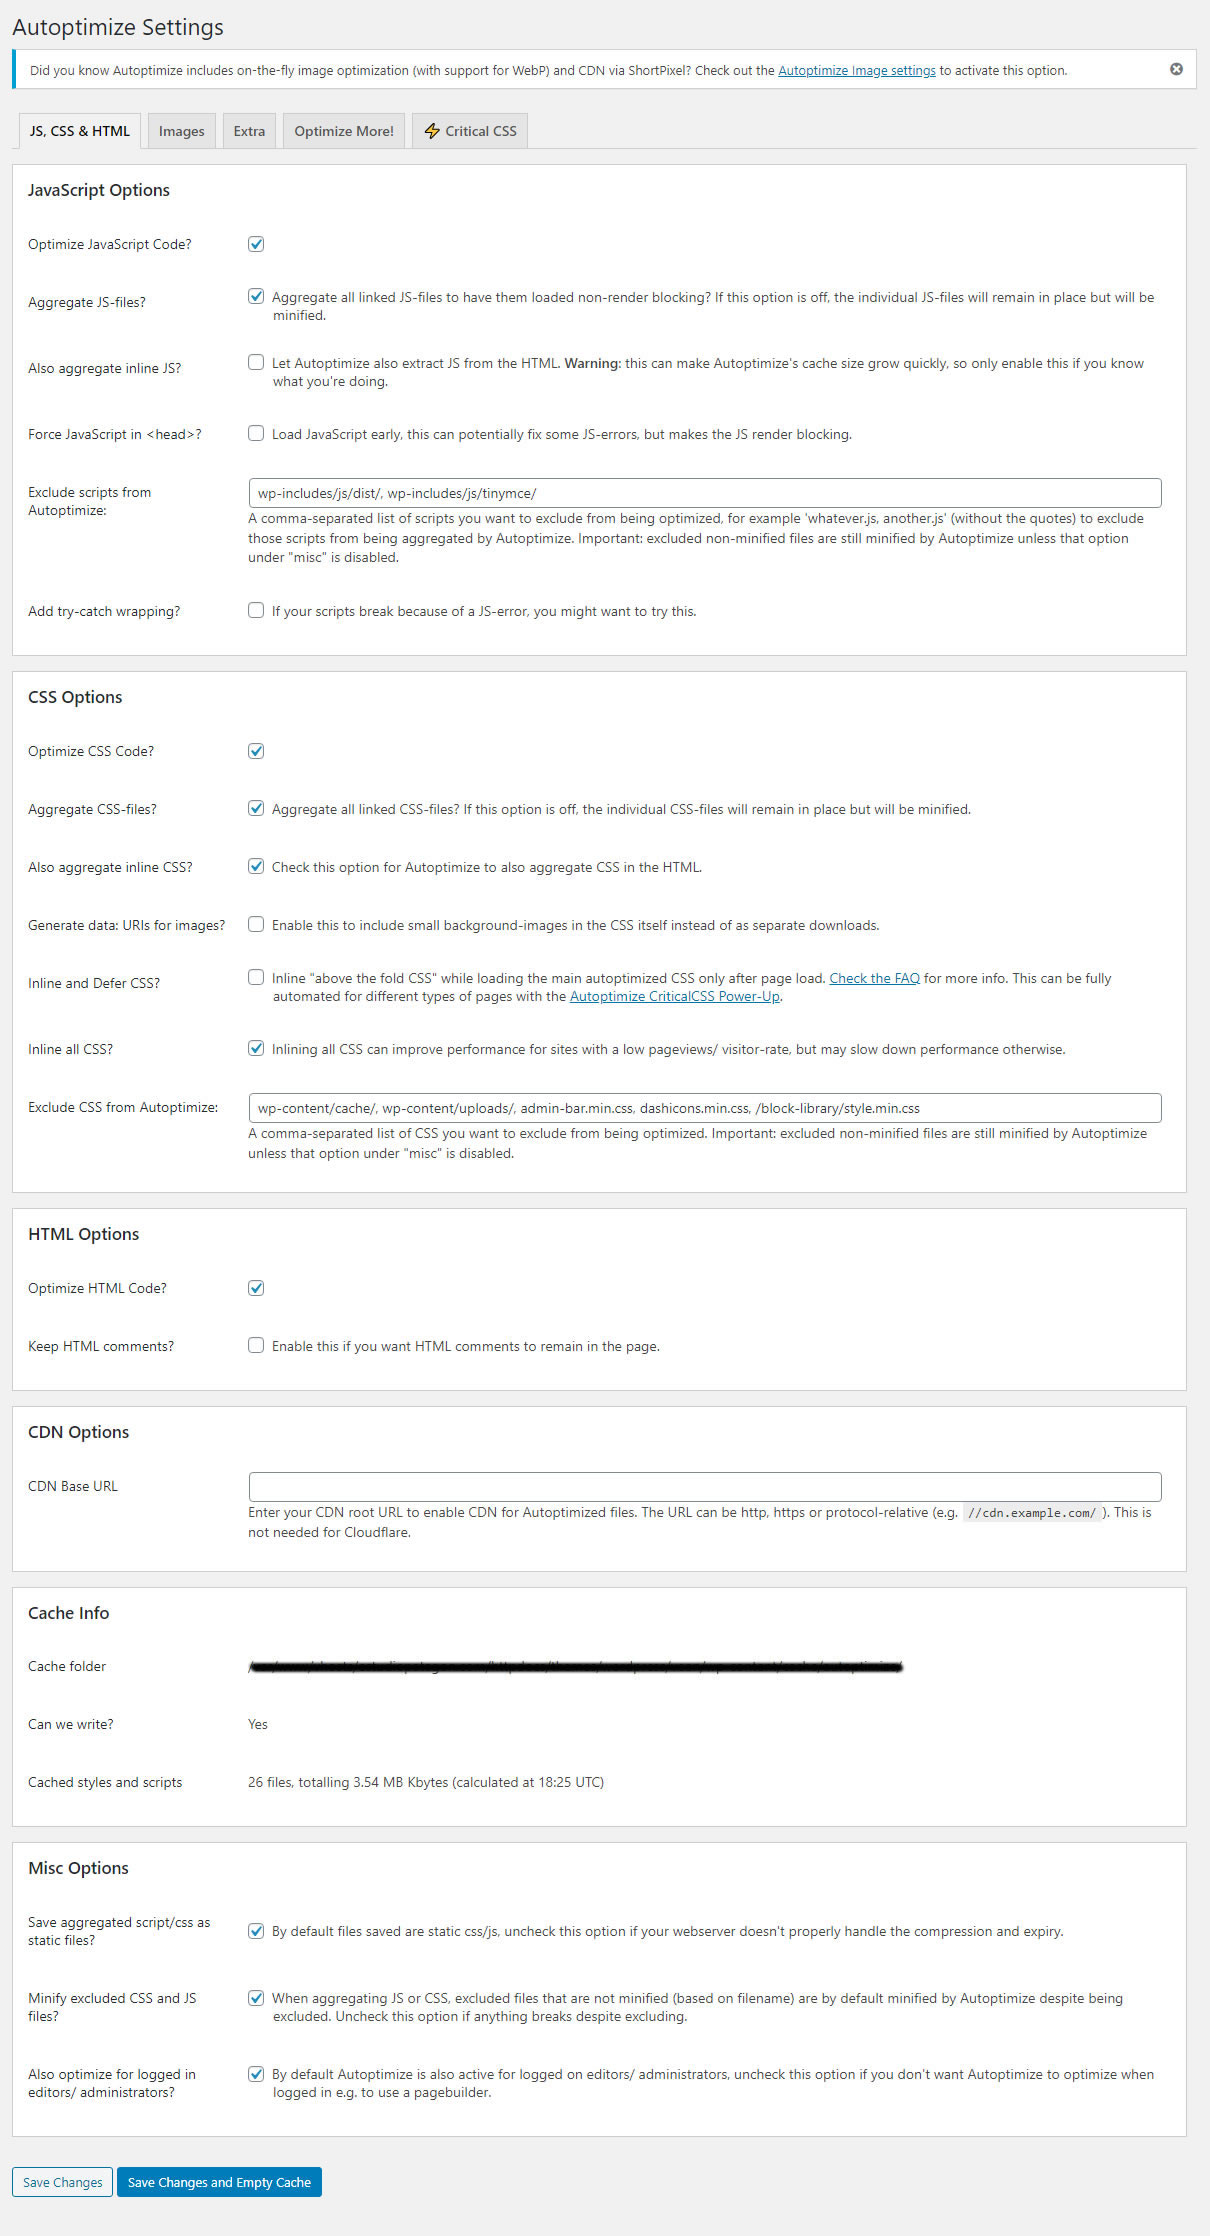 Autoptimize Settings
Did you know Autoptimize includes on-the-fly image optimization (with support for WebP) and CDN via ShortPixel? Check out the Autoptimize Image settings to activate this option.
JS, CSS & HTML
Images
Extra
Optimize More!
Critical CSS
JavaScript Options
Optimize JavaScript Code?
Aggregate JS-files?
Aggregate all linked JS-files to have them loaded non-render blocking? If this option is off, the individual JS-files will remain in place but will be
minified.
Also aggregate inline JS?
Let Autoptimize also extract JS from the HTML. Warning: this can make Autoptimize's cache size grow quickly, so only enable this if you know
what you're doing.
Force JavaScript in <head>?
Load JavaScript early, this can potentially fix some JS-errors, but makes the JS render blocking.
Exclude scripts from
Autoptimize:
wp-includes/js/dist/, wp-includes/js/tinymce/
A comma-separated list of scripts you want to exclude from being optimized, for example 'whatever.js, another.js' (without the quotes) to exclude
those scripts from being aggregated by Autoptimize. Important: excluded non-minified files are still minified by Autoptimize unless that option
under "misc" is disabled.
Add try-catch wrapping?
If your scripts break because of a JS-error, you might want to try this.
CSS Options
Optimize CSS Code?
Aggregate CSS-files?
Aggregate all linked CSS-files? If this option is off, the individual CSS-files will remain in place but will be minified.
Also aggregate inline CSS?
Check this option for Autoptimize to also aggregate CSS in the HTML.
Generate data: URIs for images?
Enable this to include small background-images in the CSS itself instead of as separate downloads.
Inline and Defer CSS?
Inline "above the fold CSS" while loading the main autoptimized CSS only after page load. Check the FAQ for more info. This can be fully
automated for different types of pages with the Autoptimize CriticalCSS Power-Up.
Inline all CSS?
Inlining all CSS can improve performance for sites with a low pageviews/ visitor-rate, but may slow down performance otherwise.
Exclude CSS from Autoptimize:
wp-content/cache/, wp-content/uploads/, admin-bar.min.css, dashicons.min.css, /block-library/style.min.css
A comma-separated list of CSS you want to exclude from being optimized. Important: excluded non-minified files are still minified by Autoptimize
unless that option under "misc" is disabled.
HTML Options
Optimize HTML Code?
Keep HTML comments?
Enable this if you want HTML comments to remain in the page.
CDN Options
CDN Base URL
Enter your CDN root URL to enable CDN for Autoptimized files. The URL can be http, https or protocol-relative (e.g. //cdn.example.com/ ). This is
not needed for Cloudflare.
Cache Info
Cache folder
Can we write?
Yes
Cached styles and scripts
26 files, totalling 3.54 MB Kbytes (calculated at 18:25 UTC)
Misc Options
Save aggregated script/css as
static files?
By default files saved are static css/js, uncheck this option if your webserver doesn't properly handle the compression and expiry.
Minify excluded CSS and JS
files?
When aggregating JS or CSS, excluded files that are not minified (based on filename) are by default minified by Autoptimize despite being
excluded. Uncheck this option if anything breaks despite excluding.
Also optimize for logged in
editors/ administrators?
By default Autoptimize is also active for logged on editors/ administrators, uncheck this option if you don't want Autoptimize to optimize when
logged in e.g. to use a pagebuilder.
Save Changes
Save Changes and Empty Cache